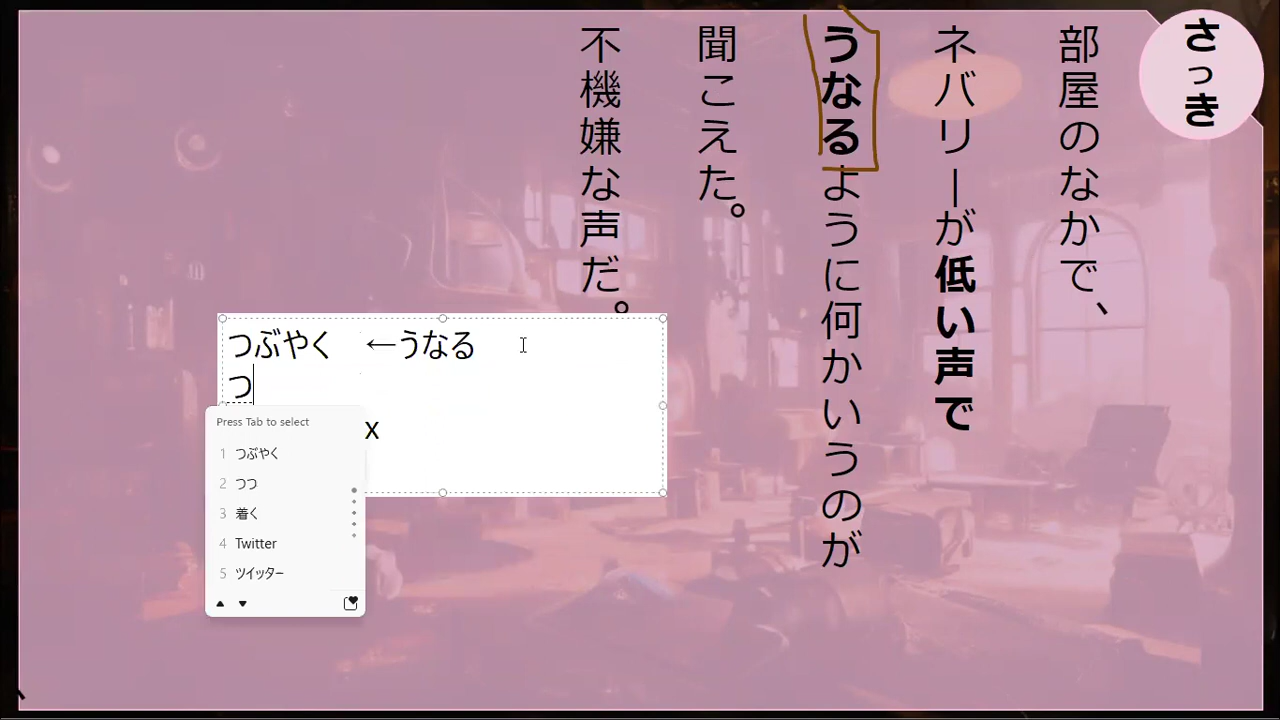 さっき
部屋のなかで、
ネバリーが低い声で
うなるように何かいうのが
聞こえた。
不機嫌な声だ。
つぶやく ←うなる
つ
x
Press Tab to select
1 つぶやく
2 つつ
3 着く
4 Twitter
5 ツイッター